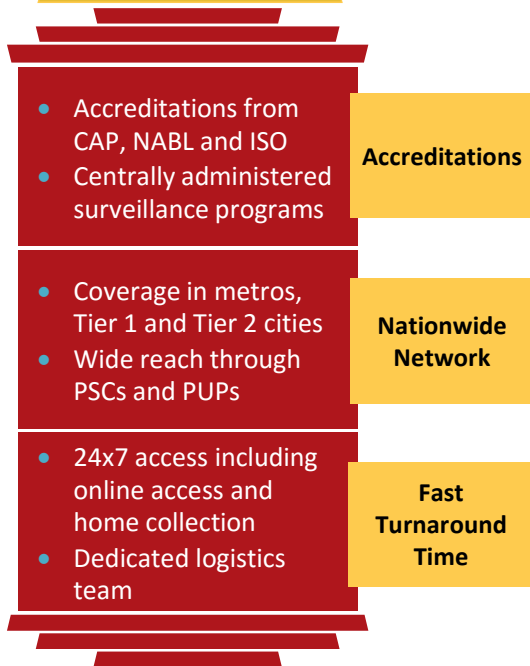 • Accreditations from
CAP, NABL and ISO
• Centrally administered
surveillance programs
Accreditations
• Coverage in metros,
Tier 1 and Tier 2 cities
• Wide reach through
PSCs and PUPs
Nationwide
Network
• 24x7 access including
online access and
home collection
• Dedicated logistics
team
Fast
Turnaround
Time